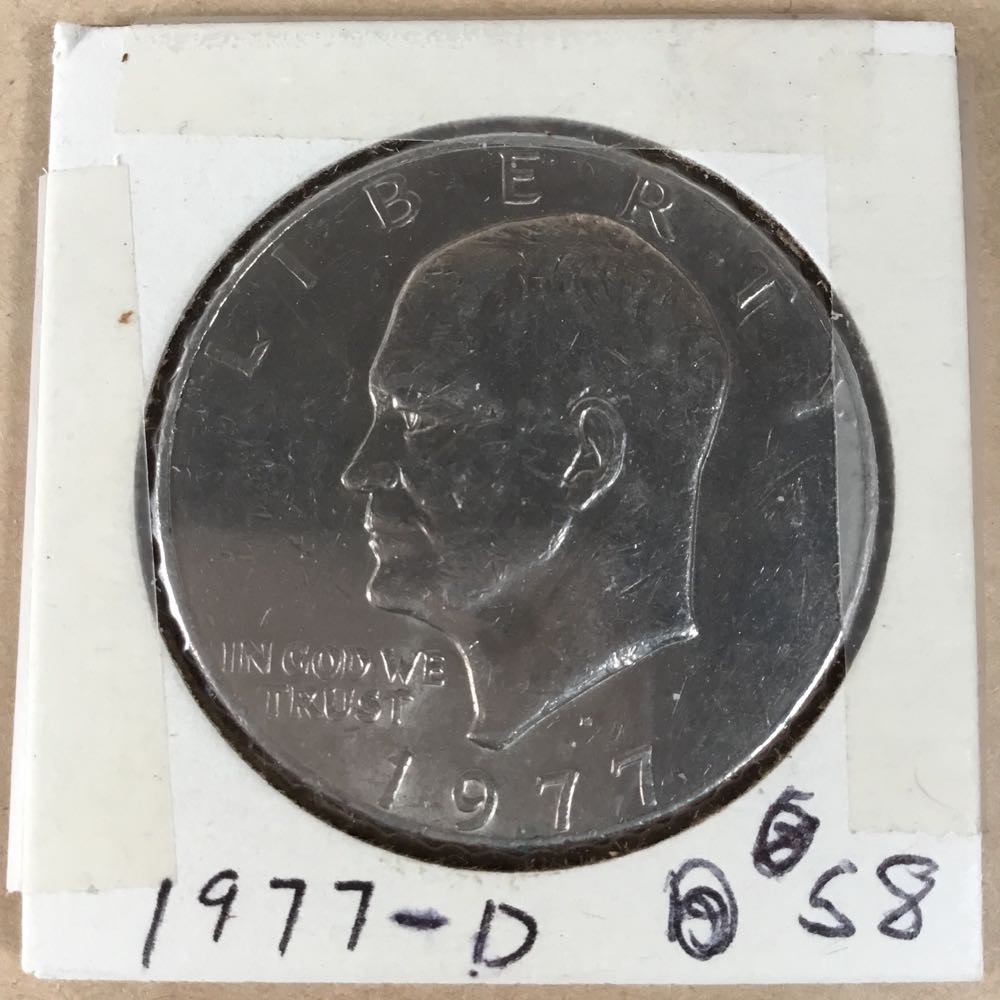 LIBERTY
IN GOD WE
TRUST
1977
1977-D 58